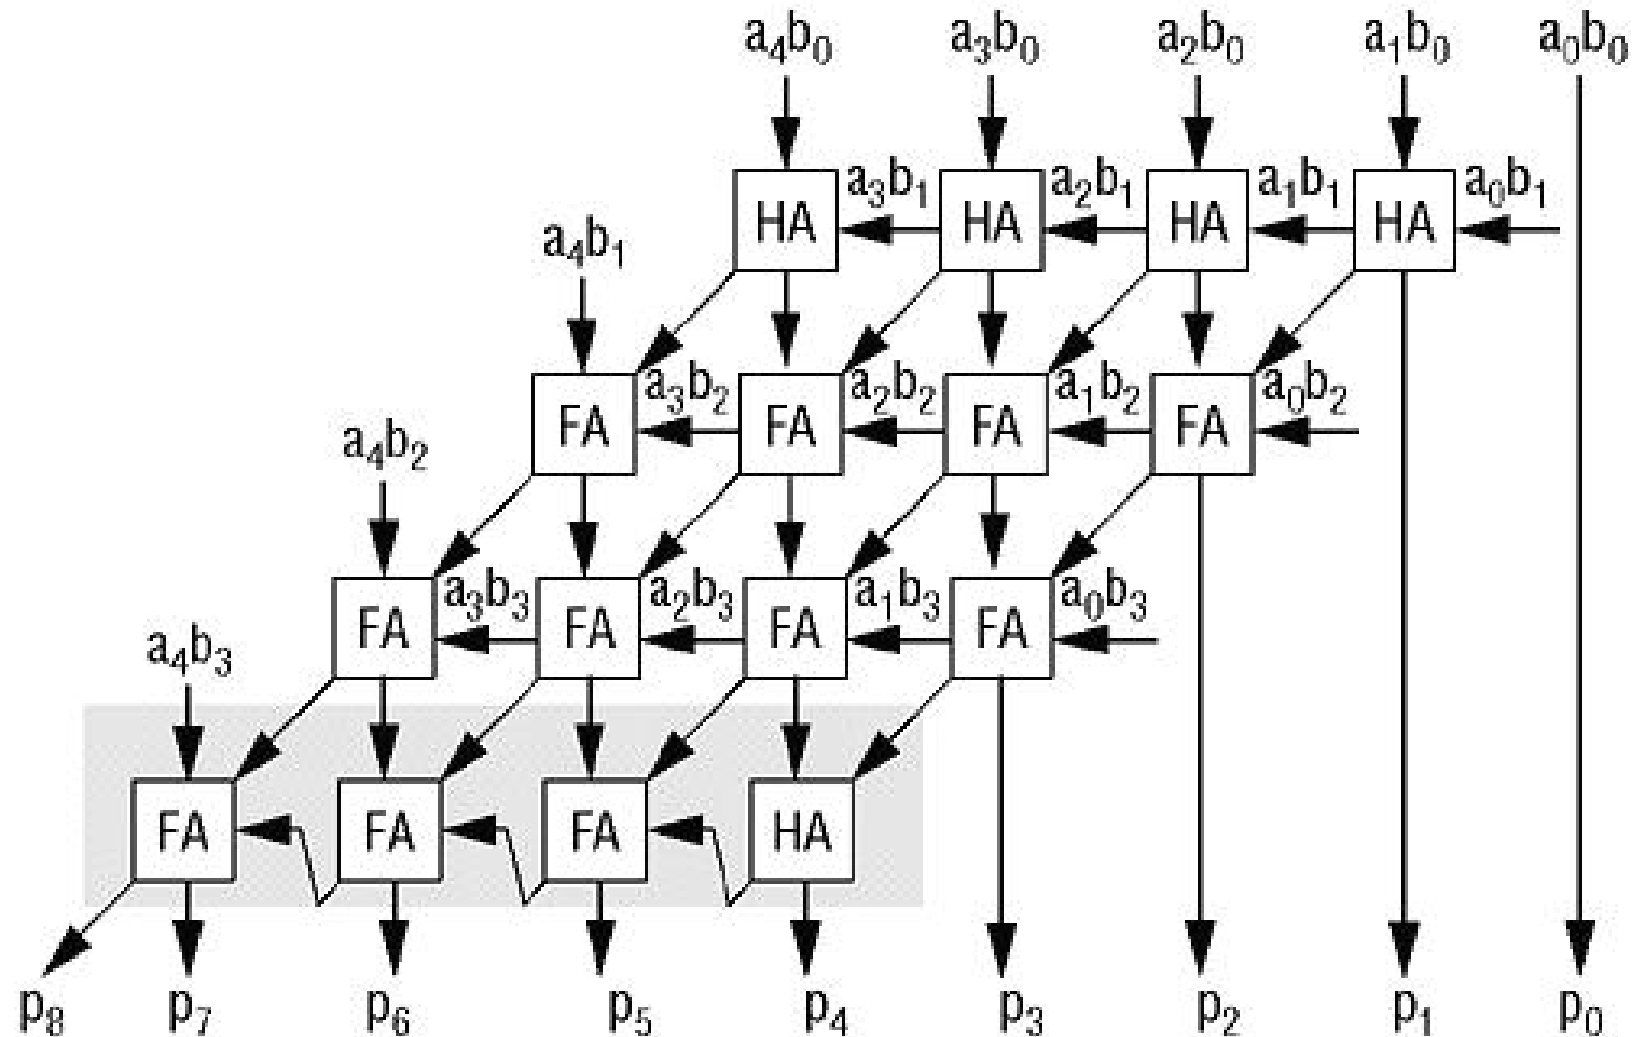 a₄b₀ a₃b₀ a₂b₀ a₁b₀ a₀b₀
a₃b₁ a₂b₁ a₁b₁ a₀b₁
HA HA HA HA
a₄b₁
a₃b₂ a₂b₂ a₁b₂ a₀b₂
FA FA FA FA
a₄b₂
a₃b₃ a₂b₃ a₁b₃ a₀b₃
FA FA FA FA
a₄b₃
FA FA FA HA
p₈ p₇ p₆ p₅ p₄ p₃ p₂ p₁ p₀